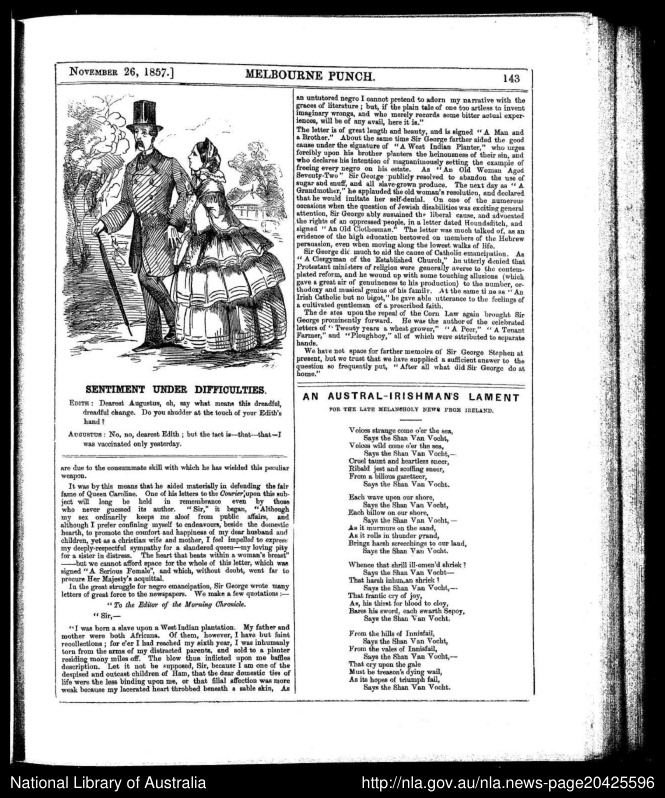 November 26, 1857.]
MELBOURNE PUNCH.
143
SENTIMENT UNDER DIFFICULTIES.
Edith : Dearest Augustus, oh, say what means this dreadful,
dreadful change. Do you shudder at the touch of your Edith's
hand ?
Augustus : No, no, dearest Edith ; but the fact is—that—that—I
was vaccinated only yesterday.
are due to the consummate skill with which he has wielded this peculiar
weapon.
It was by this means that he aided materially in defending the fair
fame of Queen Caroline. One of his letters to the Courier upon this sub-
ject will long be held in remembrance even by those
who never guessed its author. "Sir," it began, "Although
my sex ordinarily keeps me aloof from public affairs, and
although I prefer confining myself to endeavours, beside the domestic
hearth, to promote the comfort and happiness of my dear husband and
children, yet as a christian wife and mother, I feel impelled to express
my deeply-respectful sympathy for a slandered queen—my loving pity
for a sister in distress. The heart that beats within a woman's breast"
——but we cannot afford space for the whole of this letter, which was
signed "A Serious Female", and which, without doubt, went far to
procure Her Majesty's acquittal.
In the great struggle for negro emancipation, Sir George wrote many
letters of great force to the newspapers. We make a few quotations :—
"To the Editor of the Morning Chronicle.
"Sir,—
"I was born a slave upon a West Indian plantation. My father and
mother were both Africans. Of them, however, I have but faint
recollections ; for e'er I had reached my sixth year, I was inhumanly
torn from the arms of my distracted parents, and sold to a planter
residing many miles off. The blow thus inflicted upon me baffles
description. Let it not be supposed, Sir, because I am one of the
despised and outcast children of Ham, that the dear domestic ties of
life were the less binding upon me, or that filial affection was more
weak because my lacerated heart throbbed beneath a sable skin, As
an untutored negro I cannot pretend to adorn my narrative with the
graces of literature ; but, if the plain tale of one too artless to invent
imaginary wrongs, and who merely records some bitter actual exper-
iences, will be of any avail, here it is."
The letter is of great length and beauty, and is signed "A Man and
a Brother." About the same time Sir George farther aided the good
cause under the signature of "A West Indian Planter," who urges
forcibly upon his brother planters the heinousness of their sin, and
who declares his intention of magnanimously setting the example of
freeing every negro on his estate. As "An Old Woman Aged
Seventy-Two" Sir George publicly resolved to abandon the use of
sugar and snuff, and all slave-grown produce. The next day as "A
Grandmother," he applauded the old woman's resolution, and declared
that he would imitate her self-denial. On one of the numerous
occasions when the question of Jewish disabilities was exciting general
attention, Sir George ably sustained the liberal cause, and advocated
the rights of an oppressed people, in a letter dated Houndsditch, and
signed "An Old Clothesman." The letter was much talked of, as an
evidence of the high education bestowed on members of the Hebrew
persuasion, even when moving along the lowest walks of life.
Sir George did much to aid the cause of Catholic emancipation. As
"A Clergyman of the Established Church," he utterly denied that
Protestant ministers of religion were generally averse to the contem-
plated reform, and he wound up with some touching allusions (which
gave a great air of genuineness to his production) to the number, or-
thodoxy and musical genius of his family. At the same time as "An
Irish Catholic but no bigot," he gave able utterance to the feelings of
a cultivated gentleman of a proscribed faith.
The de ates upon the repeal of the Corn Law again brought Sir
George prominently forward. He was the author of the celebrated
letters of "Twenty years a wheat grower," "A Peer," "A Tenant
Farmer," and "Ploughboy," all of which were attributed to separate
hands.
We have not space for farther memoirs of Sir George Stephen at
present, but we trust that we have supplied a sufficient answer to the
question so frequently put, "After all what did Sir George do at
home."
AN AUSTRAL-IRISHMAN'S LAMENT
FOR THE LATE MELANCHOLY NEWS FROM IRELAND.
Voices strange come o'er the sea,
Says the Shan Van Vocht,
Voices wild come o'er the sea,
Says the Shan Van Vocht,—
Cruel taunt and heartless sneer,
Ribald jest and scoffing sneer,
From a bilious gazetteer,
Says the Shan Van Vocht.
Each wave upon our shore,
Says the Shan Van Vocht,
Each billow on our shore,
Says the Shan Van Vocht,—
As it murmurs on the sand,
As it rolls in thunder grand,
Brings harsh screechings to our land,
Says the Shan Van Vocht.
Whence that shrill ill-omen'd shriek ?
Says the Shan Van Vocht—
That harsh inhuman shriek ?
Says the Shan Van Vocht,—
That frantic cry of joy,
As, his thirst for blood to cloy,
Bares his sword, each swarth Sepoy,
Says the Shan Van Vocht.
From the hills of Innisfail,
Says the Shan Van Vocht,
From the vales of Innisfail,
Says the Shan Van Vocht,—
That cry upon the gale
Must be treason's dying wail,
As its hopes of triumph fail,
Says the Shan Van Vocht.
National Library of Australia
http://nla.gov.au/nla.news-page20425596